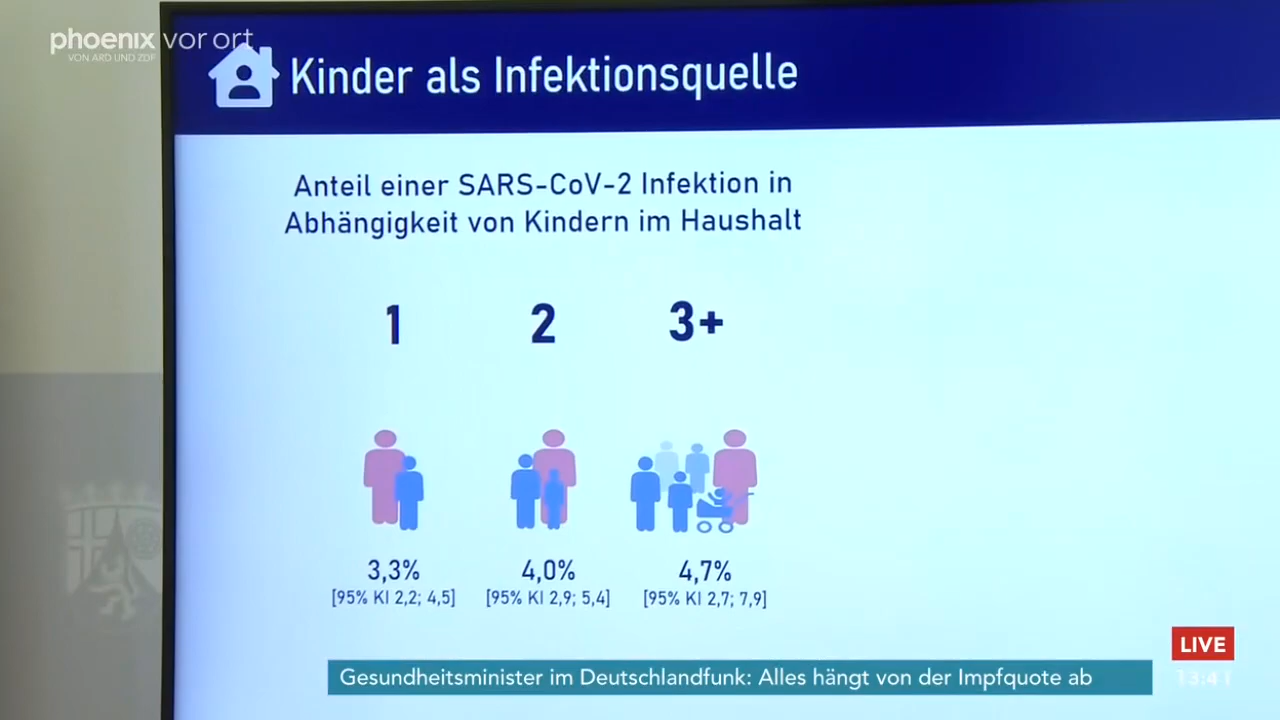 phoenix vor ort
VON ARD UND ZDF
Kinder als Infektionsquelle
Anteil einer SARS-CoV-2 Infektion in
Abhängigkeit von Kindern im Haushalt
1 2 3+
3,3% 4,0% 4,7%
[95% KI 2,2; 4,5] [95% KI 2,9; 5,4] [95% KI 2,7; 7,9]
LIVE
Gesundheitsminister im Deutschlandfunk: Alles hängt von der Impfquote ab
13:41